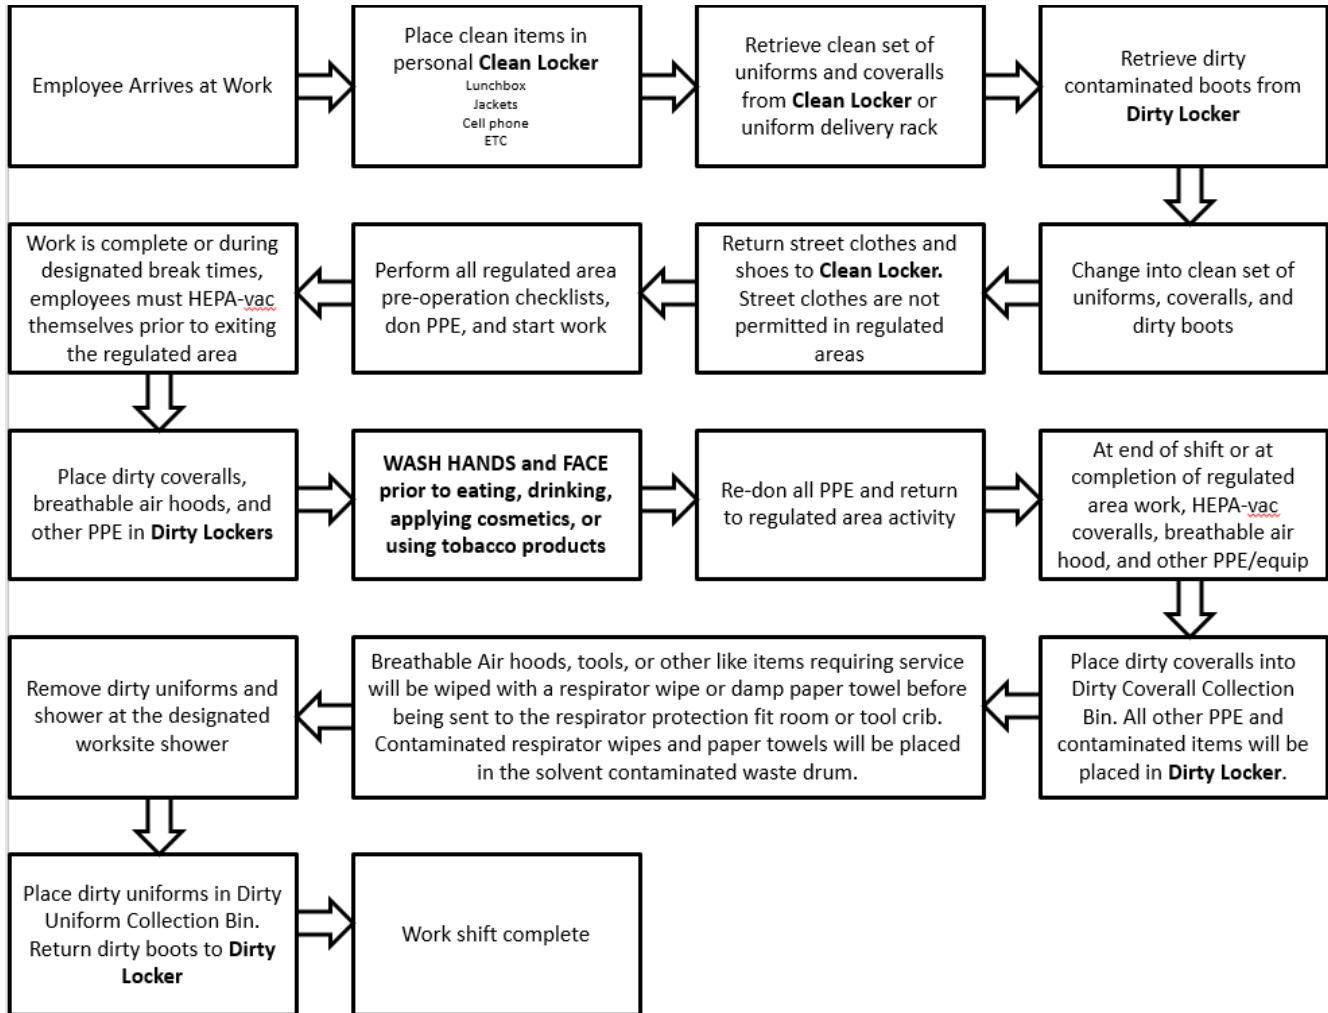 Employee Arrives at Work
Place clean items in
personal Clean Locker
Lunchbox
Jackets
Cell phone
ETC
Retrieve clean set of
uniforms and coveralls
from Clean Locker or
uniform delivery rack
Retrieve dirty
contaminated boots from
Dirty Locker
Change into clean set of
uniforms, coveralls, and
dirty boots
Return street clothes and
shoes to Clean Locker.
Street clothes are not
permitted in regulated
areas
Perform all regulated area
pre-operation checklists,
don PPE, and start work
Work is complete or during
designated break times,
employees must HEPA-vac
themselves prior to exiting
the regulated area
Place dirty coveralls,
breathable air hoods, and
other PPE in Dirty Lockers
WASH HANDS and FACE
prior to eating, drinking,
applying cosmetics, or
using tobacco products
Re-don all PPE and return
to regulated area activity
At end of shift or at
completion of regulated
area work, HEPA-vac
coveralls, breathable air
hood, and other PPE/equip
Place dirty coveralls into
Dirty Coverall Collection
Bin. All other PPE and
contaminated items will be
placed in Dirty Locker.
Breathable Air hoods, tools, or other like items requiring service
will be wiped with a respirator wipe or damp paper towel before
being sent to the respirator protection fit room or tool crib.
Contaminated respirator wipes and paper towels will be placed
in the solvent contaminated waste drum.
Remove dirty uniforms and
shower at the designated
worksite shower
Place dirty uniforms in Dirty
Uniform Collection Bin.
Return dirty boots to Dirty
Locker
Work shift complete